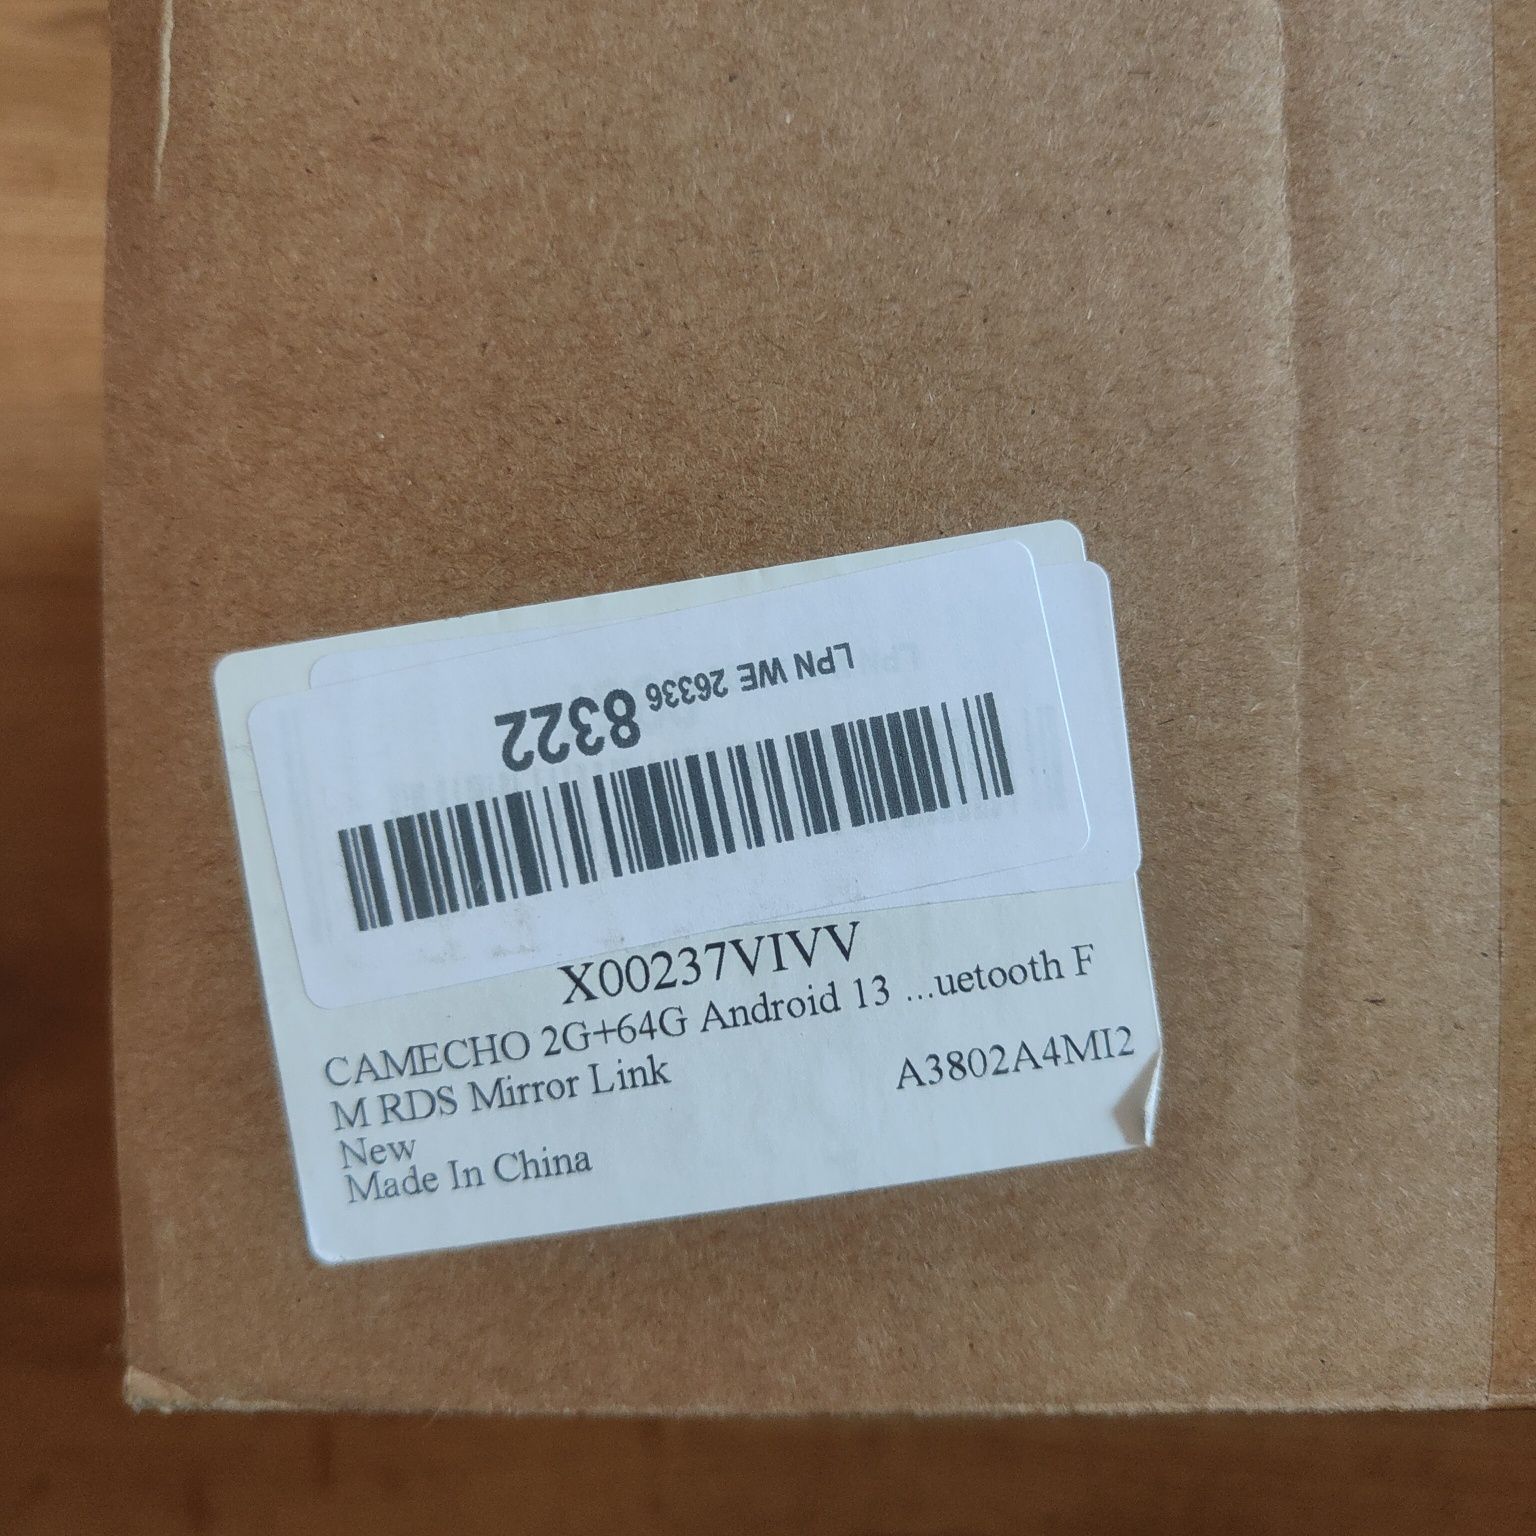 LPN WE 26336 8322
X00237VIVV
CAMECHO 2G+64G Android 13 ...uetooth F
M RDS Mirror Link
A3802A4MI2
New
Made In China